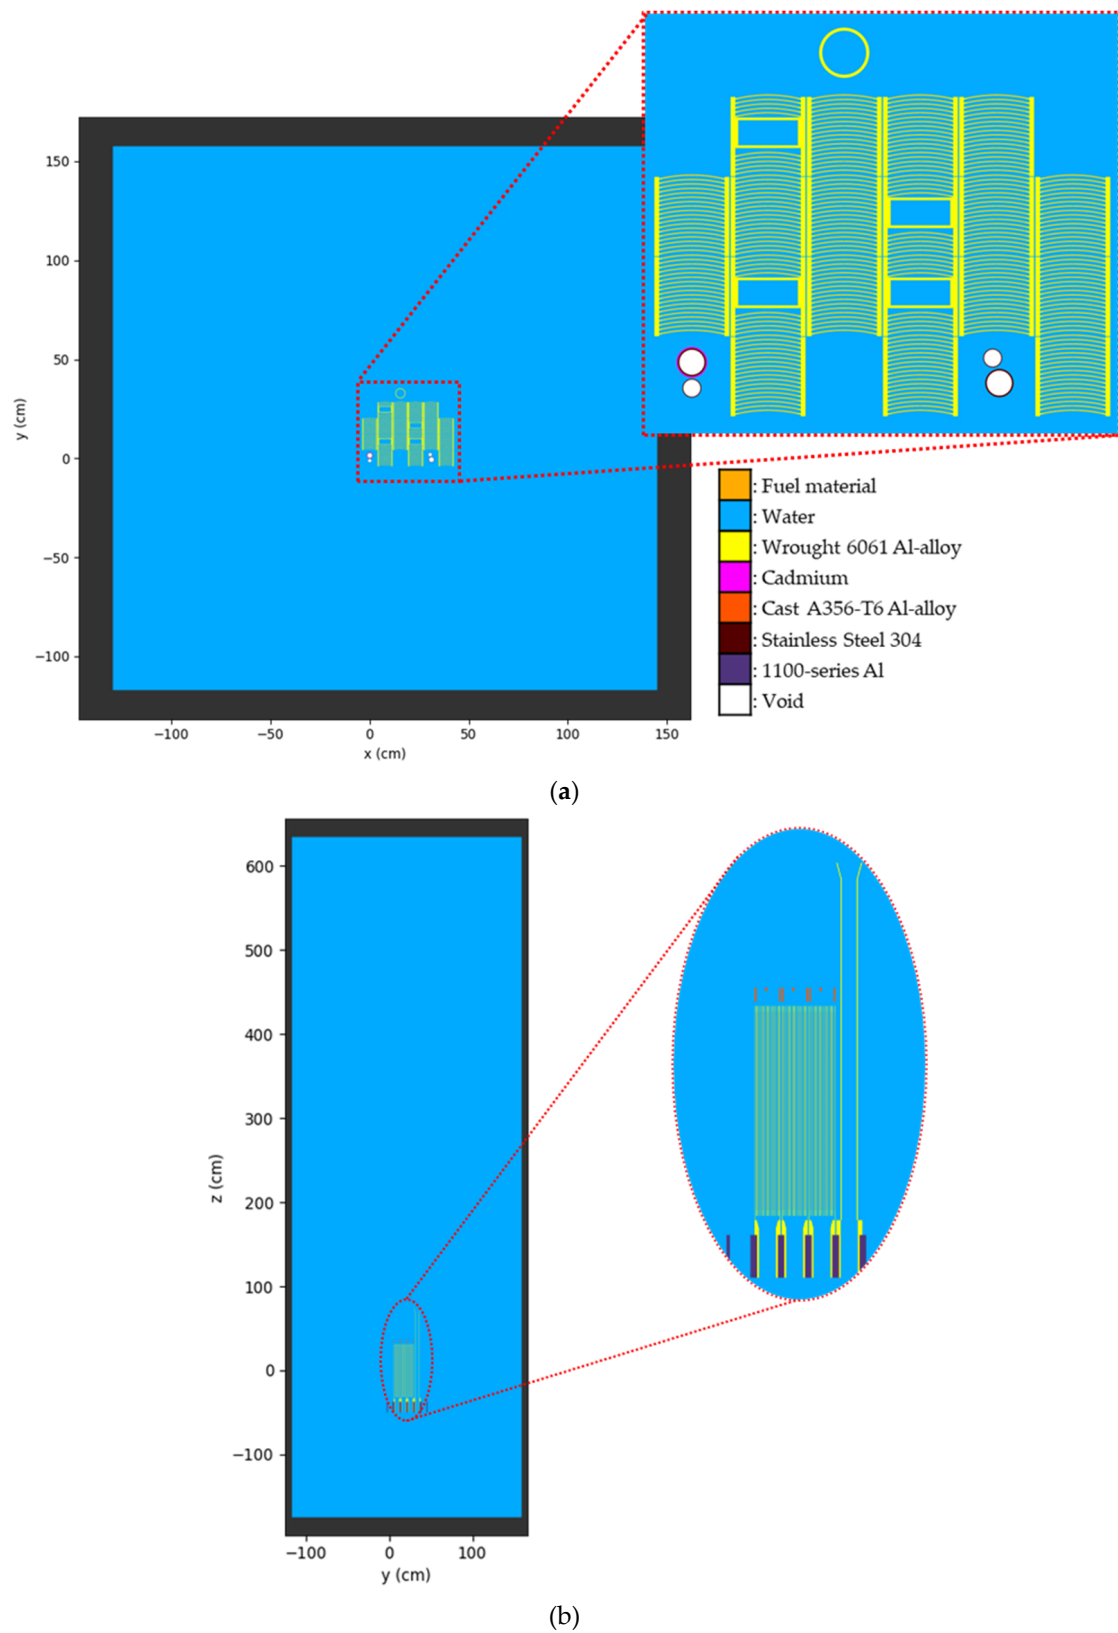 150
100
50
0
−50
−100
y (cm)
−100 −50 0 50 100 150
x (cm)
: Fuel material
: Water
: Wrought 6061 Al-alloy
: Cadmium
: Cast A356-T6 Al-alloy
: Stainless Steel 304
: 1100-series Al
: Void
(a)
600
500
400
300
200
100
0
−100
z (cm)
−100 0 100
y (cm)
(b)